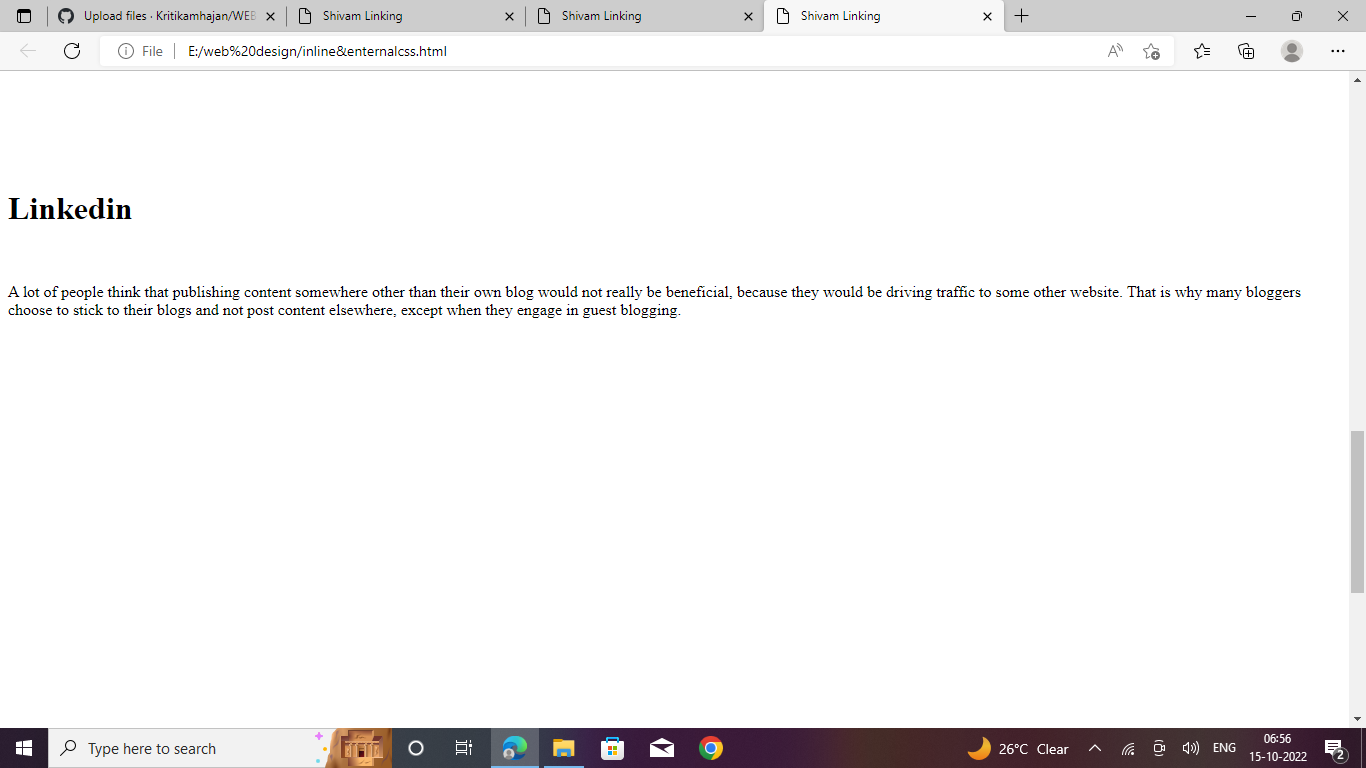 Upload files · Kritikamhajan/WEB
Shivam Linking
Shivam Linking
Shivam Linking
File
E:/web%20design/inline&enternalcss.html
Linkedin
A lot of people think that publishing content somewhere other than their own blog would not really be beneficial, because they would be driving traffic to some other website. That is why many bloggers
choose to stick to their blogs and not post content elsewhere, except when they engage in guest blogging.
Type here to search
26°C Clear
ENG
06:56
15-10-2022
2